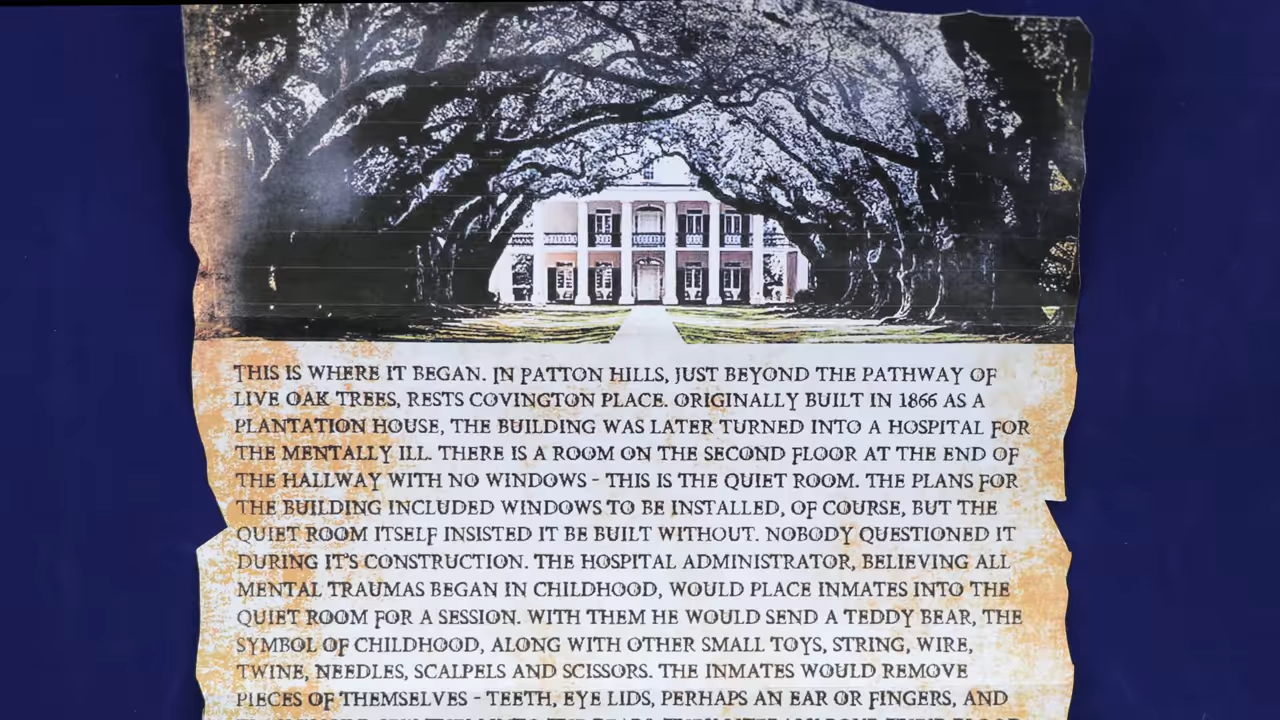 THIS IS WHERE IT BEGAN. IN PATTON HILLS, JUST BEYOND THE PATHWAY OF
LIVE OAK TREES, RESTS COVINGTON PLACE. ORIGINALLY BUILT IN 1866 AS A
PLANTATION HOUSE, THE BUILDING WAS LATER TURNED INTO A HOSPITAL FOR
THE MENTALLY ILL. THERE IS A ROOM ON THE SECOND FLOOR AT THE END OF
THE HALLWAY WITH NO WINDOWS - THIS IS THE QUIET ROOM. THE PLANS FOR
THE BUILDING INCLUDED WINDOWS TO BE INSTALLED, OF COURSE, BUT THE
QUIET ROOM ITSELF INSISTED IT BE BUILT WITHOUT. NOBODY QUESTIONED IT
DURING IT'S CONSTRUCTION. THE HOSPITAL ADMINISTRATOR, BELIEVING ALL
MENTAL TRAUMAS BEGAN IN CHILDHOOD, WOULD PLACE INMATES INTO THE
QUIET ROOM FOR A SESSION. WITH THEM HE WOULD SEND A TEDDY BEAR, THE
SYMBOL OF CHILDHOOD, ALONG WITH OTHER SMALL TOYS, STRING, WIRE,
TWINE, NEEDLES, SCALPELS AND SCISSORS. THE INMATES WOULD REMOVE
PIECES OF THEMSELVES - TEETH, EYE LIDS, PERHAPS AN EAR OR FINGERS, AND